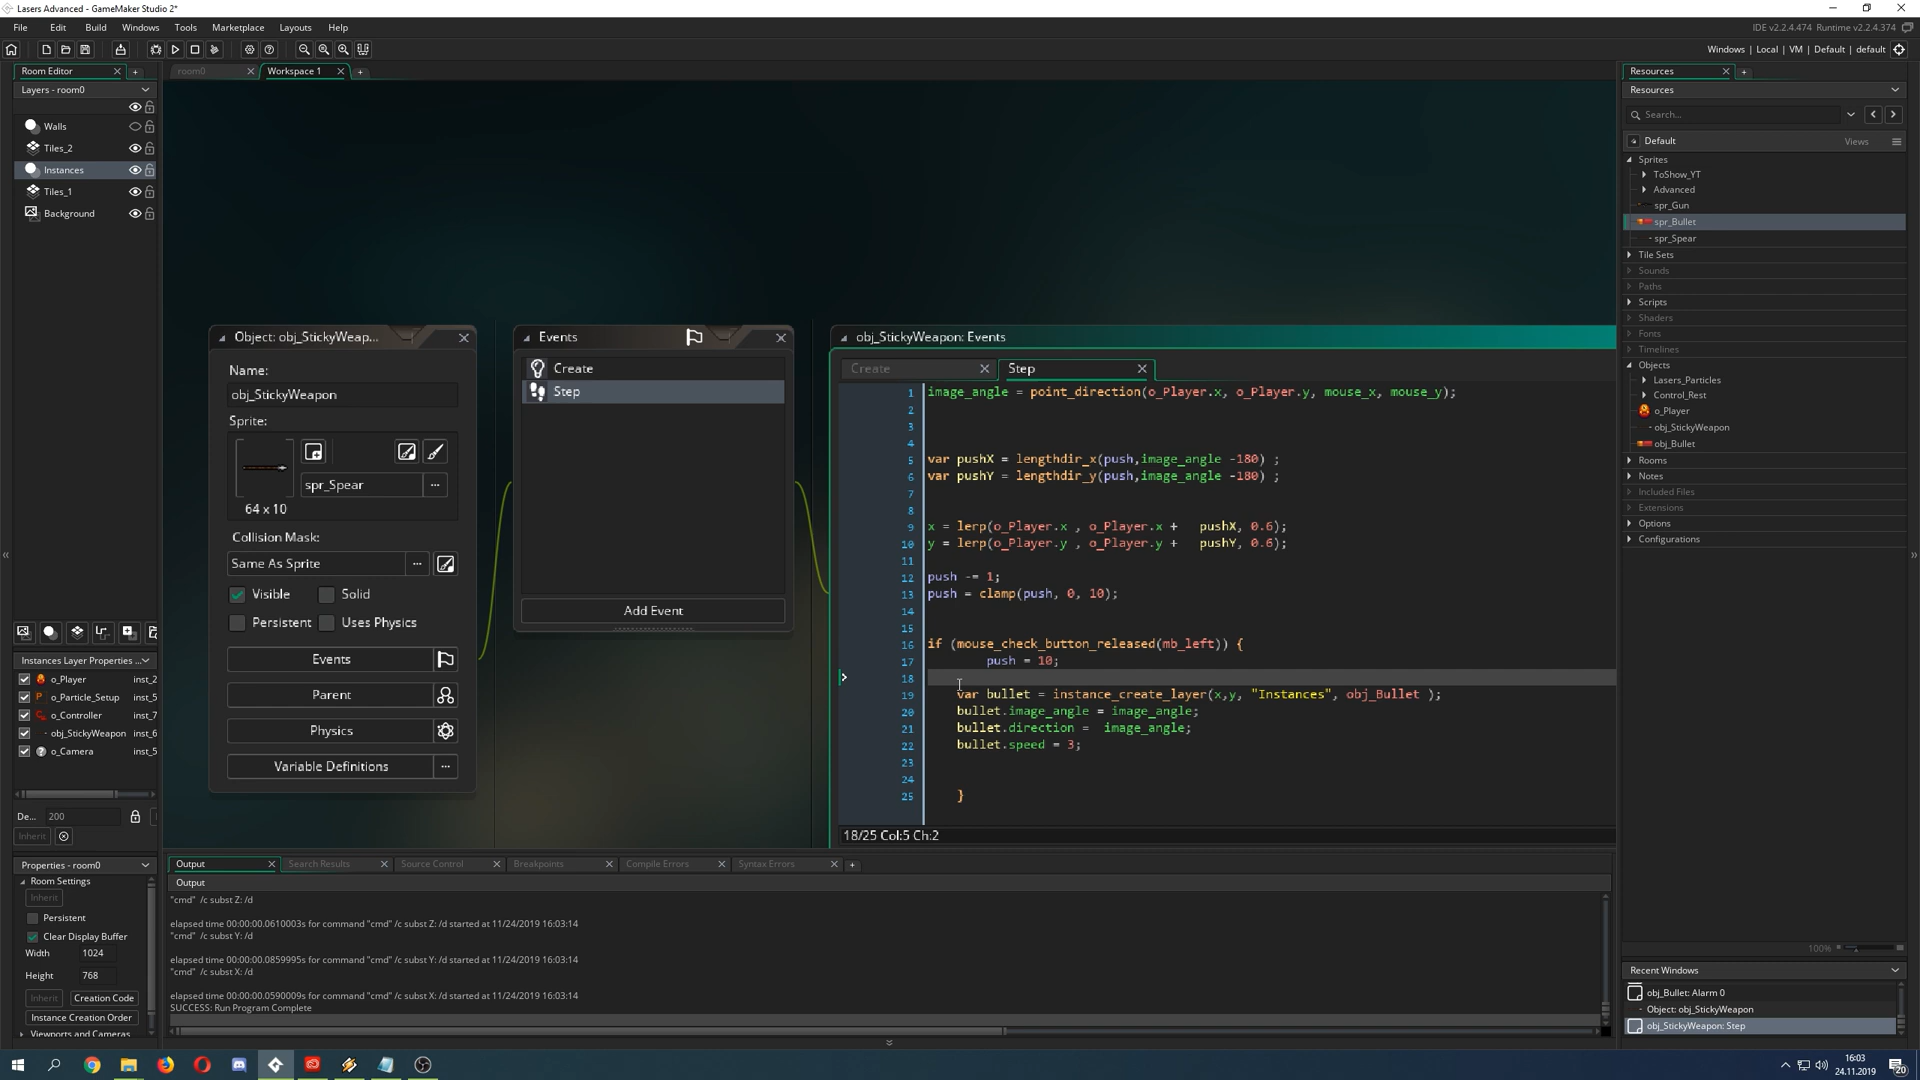 Lasers Advanced - GameMaker Studio 2*
File Edit Build Windows Tools Marketplace Layouts Help
IDE v2.2.4.474 Runtime v2.2.4.374
Windows | Local | VM | Default | default
Room Editor
room0
Workspace 1
Layers - room0
Walls
Tiles_2
Instances
Tiles_1
Background
Object: obj_StickyWeap...
Name:
obj_StickyWeapon
Sprite:
spr_Spear
64 x 10
Collision Mask:
Same As Sprite
Visible
Solid
Persistent
Uses Physics
Events
Parent
Physics
Variable Definitions
Events
Create
Step
Add Event
obj_StickyWeapon: Events
Create
Step
1 image_angle = point_direction(o_Player.x, o_Player.y, mouse_x, mouse_y);
2
3
4
5 var pushX = lengthdir_x(push,image_angle -180) ;
6 var pushY = lengthdir_y(push,image_angle -180) ;
7
8
9 x = lerp(o_Player.x , o_Player.x + pushX, 0.6);
10 y = lerp(o_Player.y , o_Player.y + pushY, 0.6);
11
12 push -= 1;
13 push = clamp(push, 0, 10);
14
15
16 if (mouse_check_button_released(mb_left)) {
17 push = 10;
18
19 var bullet = instance_create_layer(x,y, "Instances", obj_Bullet );
20 bullet.image_angle = image_angle;
21 bullet.direction = image_angle;
22 bullet.speed = 3;
23
24
25 }
18/25 Col:5 Ch:2
Instances Layer Properties ...
o_Player inst_2
o_Particle_Setup inst_5
o_Controller inst_7
obj_StickyWeapon inst_6
o_Camera inst_5
De... 200
Inherit
Properties - room0
Room Settings
Inherit
Persistent
Clear Display Buffer
Width 1024
Height 768
Inherit Creation Code
Instance Creation Order
Viewports and Cameras
Output Search Results Source Control Breakpoints Compile Errors Syntax Errors
Output
"cmd" /c subst Z: /d
elapsed time 00:00:00.0610003s for command "cmd" /c subst Z: /d started at 11/24/2019 16:03:14
"cmd" /c subst Y: /d
elapsed time 00:00:00.0859995s for command "cmd" /c subst Y: /d started at 11/24/2019 16:03:14
"cmd" /c subst X: /d
elapsed time 00:00:00.0590009s for command "cmd" /c subst X: /d started at 11/24/2019 16:03:14
SUCCESS: Run Program Complete
Resources
Resources
Search...
Default
Views
Sprites
ToShow_YT
Advanced
spr_Gun
spr_Bullet
spr_Spear
Tile Sets
Sounds
Paths
Scripts
Shaders
Fonts
Timelines
Objects
Lasers_Particles
Control_Rest
o_Player
obj_StickyWeapon
obj_Bullet
Rooms
Notes
Included Files
Extensions
Options
Configurations
100%
Recent Windows
obj_Bullet: Alarm 0
Object: obj_StickyWeapon
obj_StickyWeapon: Step
16:03
24.11.2019
20